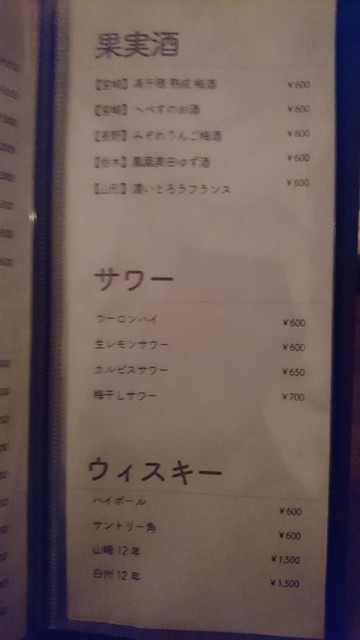 果実酒
【宮崎】高千穂 熟成 梅酒 ¥600
【宮崎】へべすのお酒 ¥600
【長野】みぞれりんご梅酒 ¥600
【栃木】鳳凰美田ゆず酒 ¥600
【山形】濃いとろラフランス ¥600
サワー
ウーロンハイ ¥600
生レモンサワー ¥600
カルピスサワー ¥650
梅干しサワー ¥700
ウィスキー
ハイボール ¥600
サントリー角 ¥600
山崎 12 年 ¥1,500
白州 12 年 ¥1,500